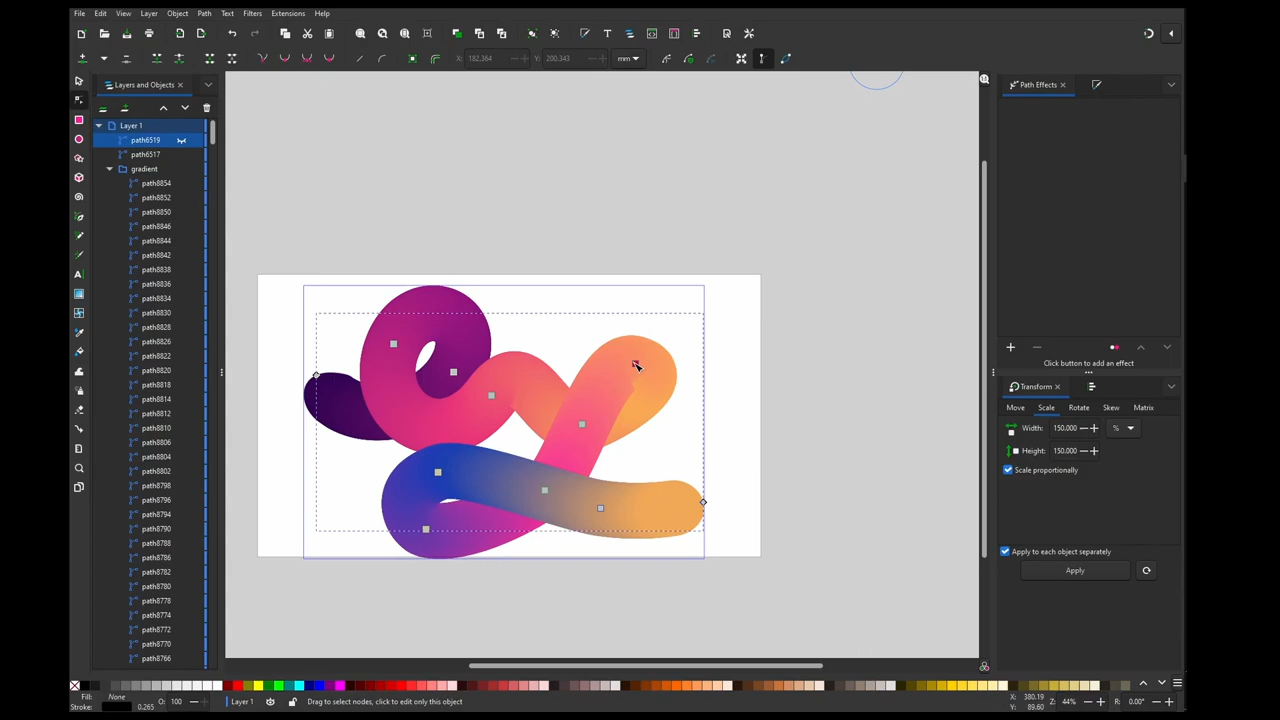 File Edit View Layer Object Path Text Filters Extensions Help
X: 182.364 Y: 200.343 mm
Layers and Objects
Path Effects
Layer 1
path6519
path6517
gradient
path8854
path8852
path8850
path8846
path8844
path8842
path8838
path8836
path8834
path8830
path8828
path8826
path8822
path8820
path8818
path8814
path8812
path8810
path8806
path8804
path8802
path8798
path8796
path8794
path8790
path8788
path8786
path8782
path8780
path8778
path8774
path8772
path8770
path8766
Click button to add an effect
Transform
Move Scale Rotate Skew Matrix
Width: 150.000 %
Height: 150.000
Scale proportionally
Apply to each object separately
Apply
Fill: None
Stroke: 0.265 O: 100 Layer 1 Drag to select nodes, click to edit only this object X: 380.19 Y: 89.60 Z: 44% R: 0.00°